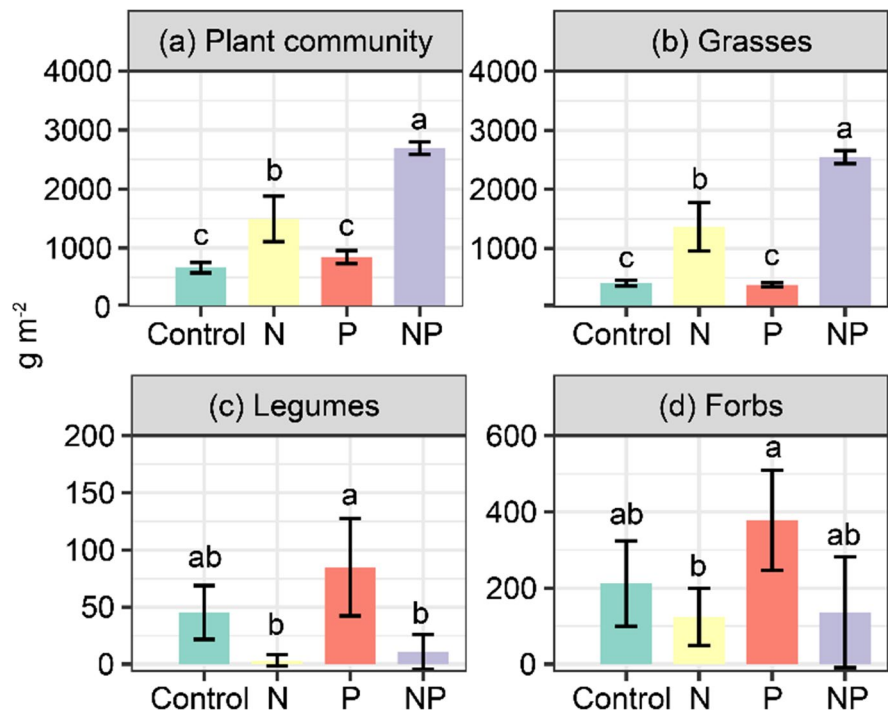 (a) Plant community
4000
3000
2000
1000
0
c
b
c
a
Control N P NP
(b) Grasses
4000
3000
2000
1000
c
b
c
a
Control N P NP
g m⁻²
(c) Legumes
200
150
100
50
0
ab
b
a
b
Control N P NP
(d) Forbs
600
400
200
0
ab
b
a
ab
Control N P NP